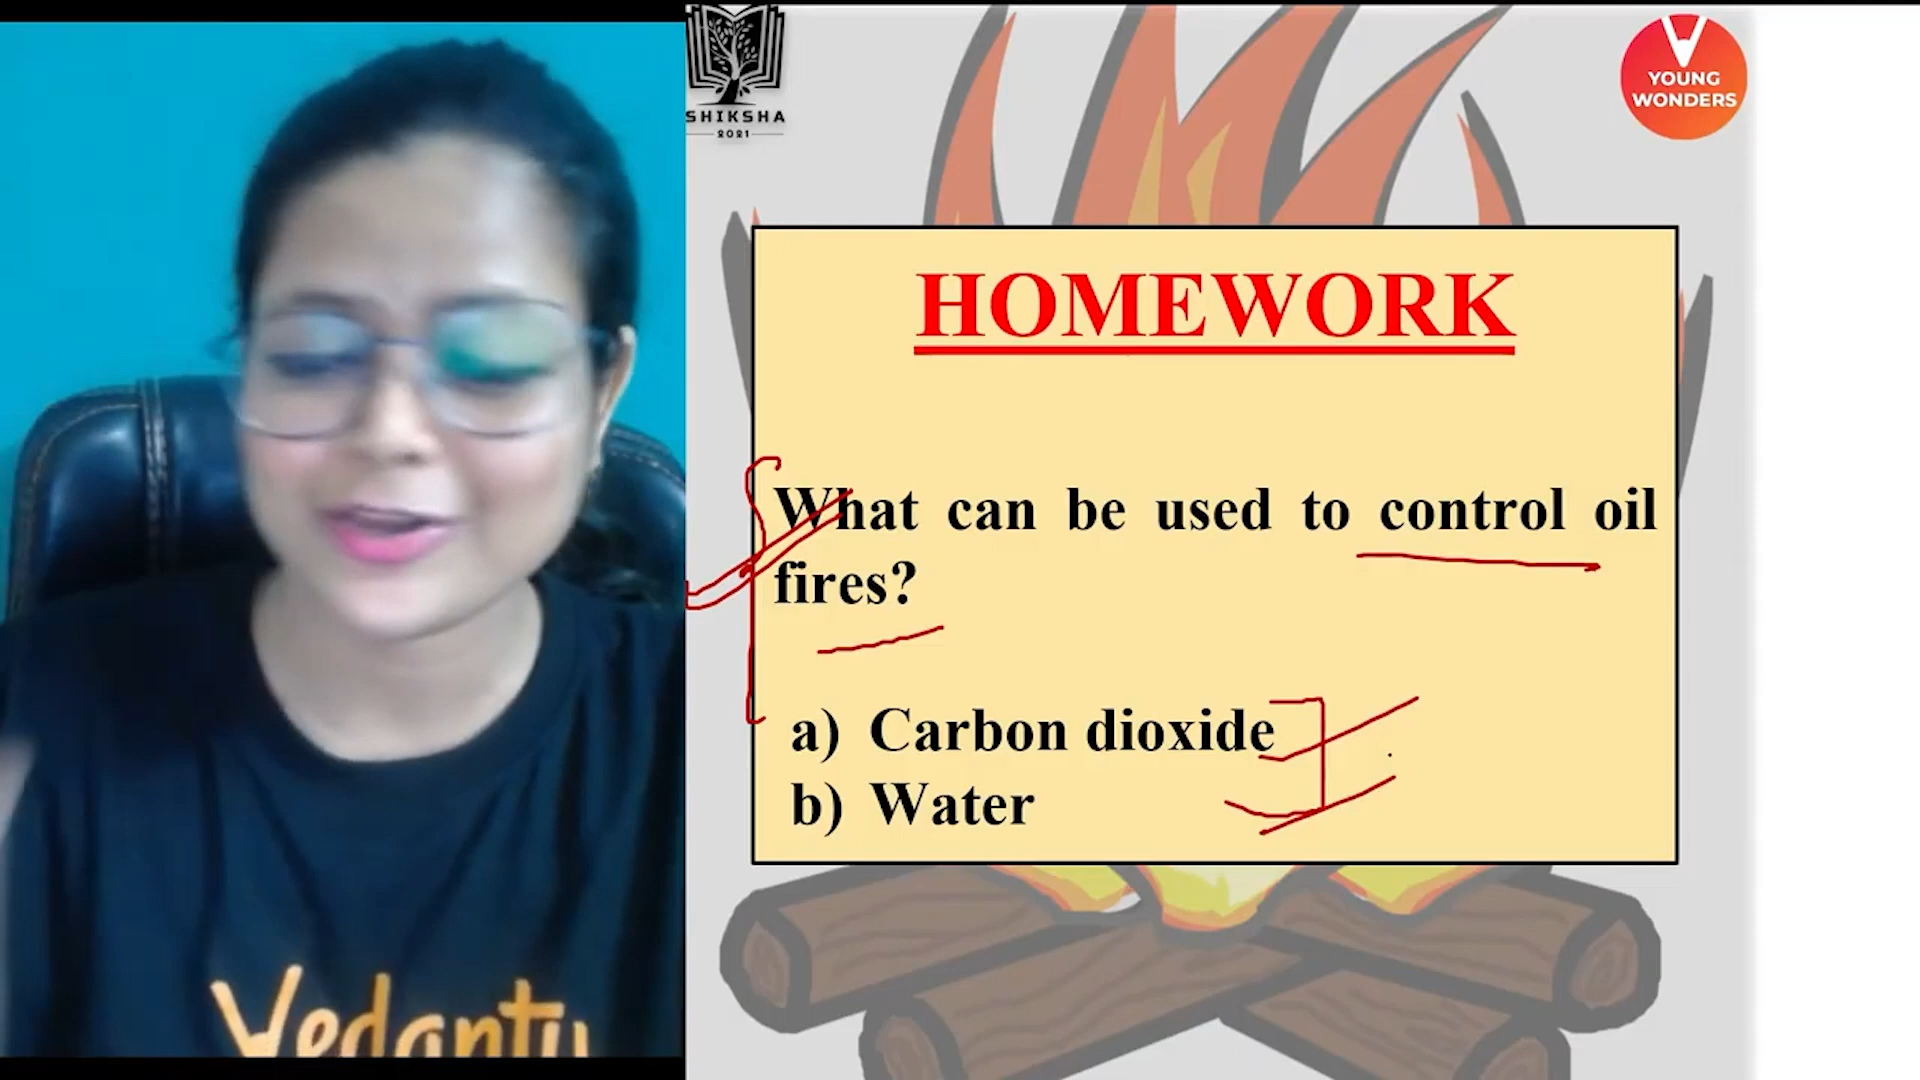 SHIKSHA
2021
YOUNG
WONDERS
HOMEWORK
What can be used to control oil
fires?
a) Carbon dioxide
b) Water
Vedantu